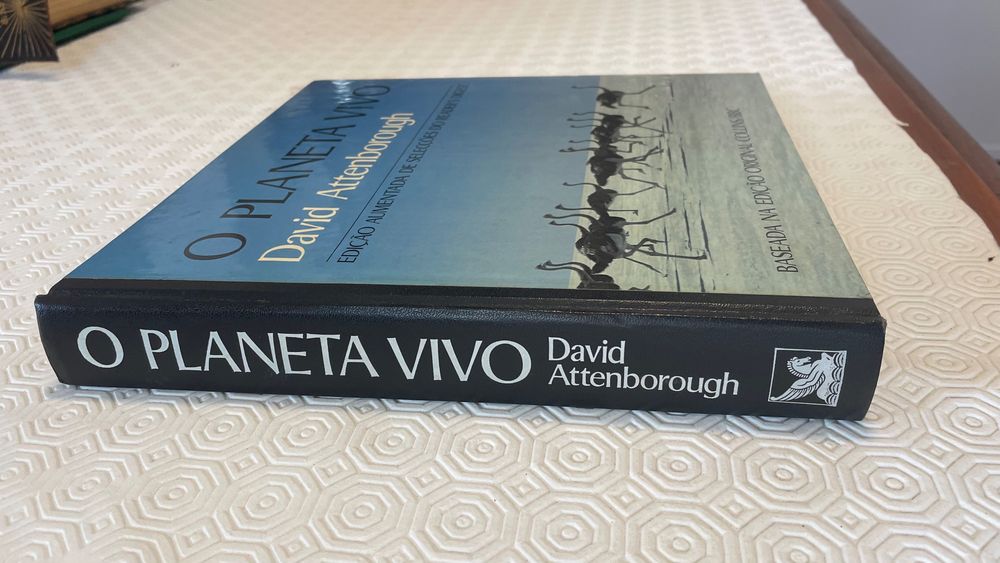 O PLANETA VIVO
David Attenborough
EDIÇÃO AUMENTADA DE SELECÇÕES DO READER'S DIGEST
BASEADA NA EDIÇÃO ORIGINAL COLLINS/BBC
O PLANETA VIVO
David
Attenborough